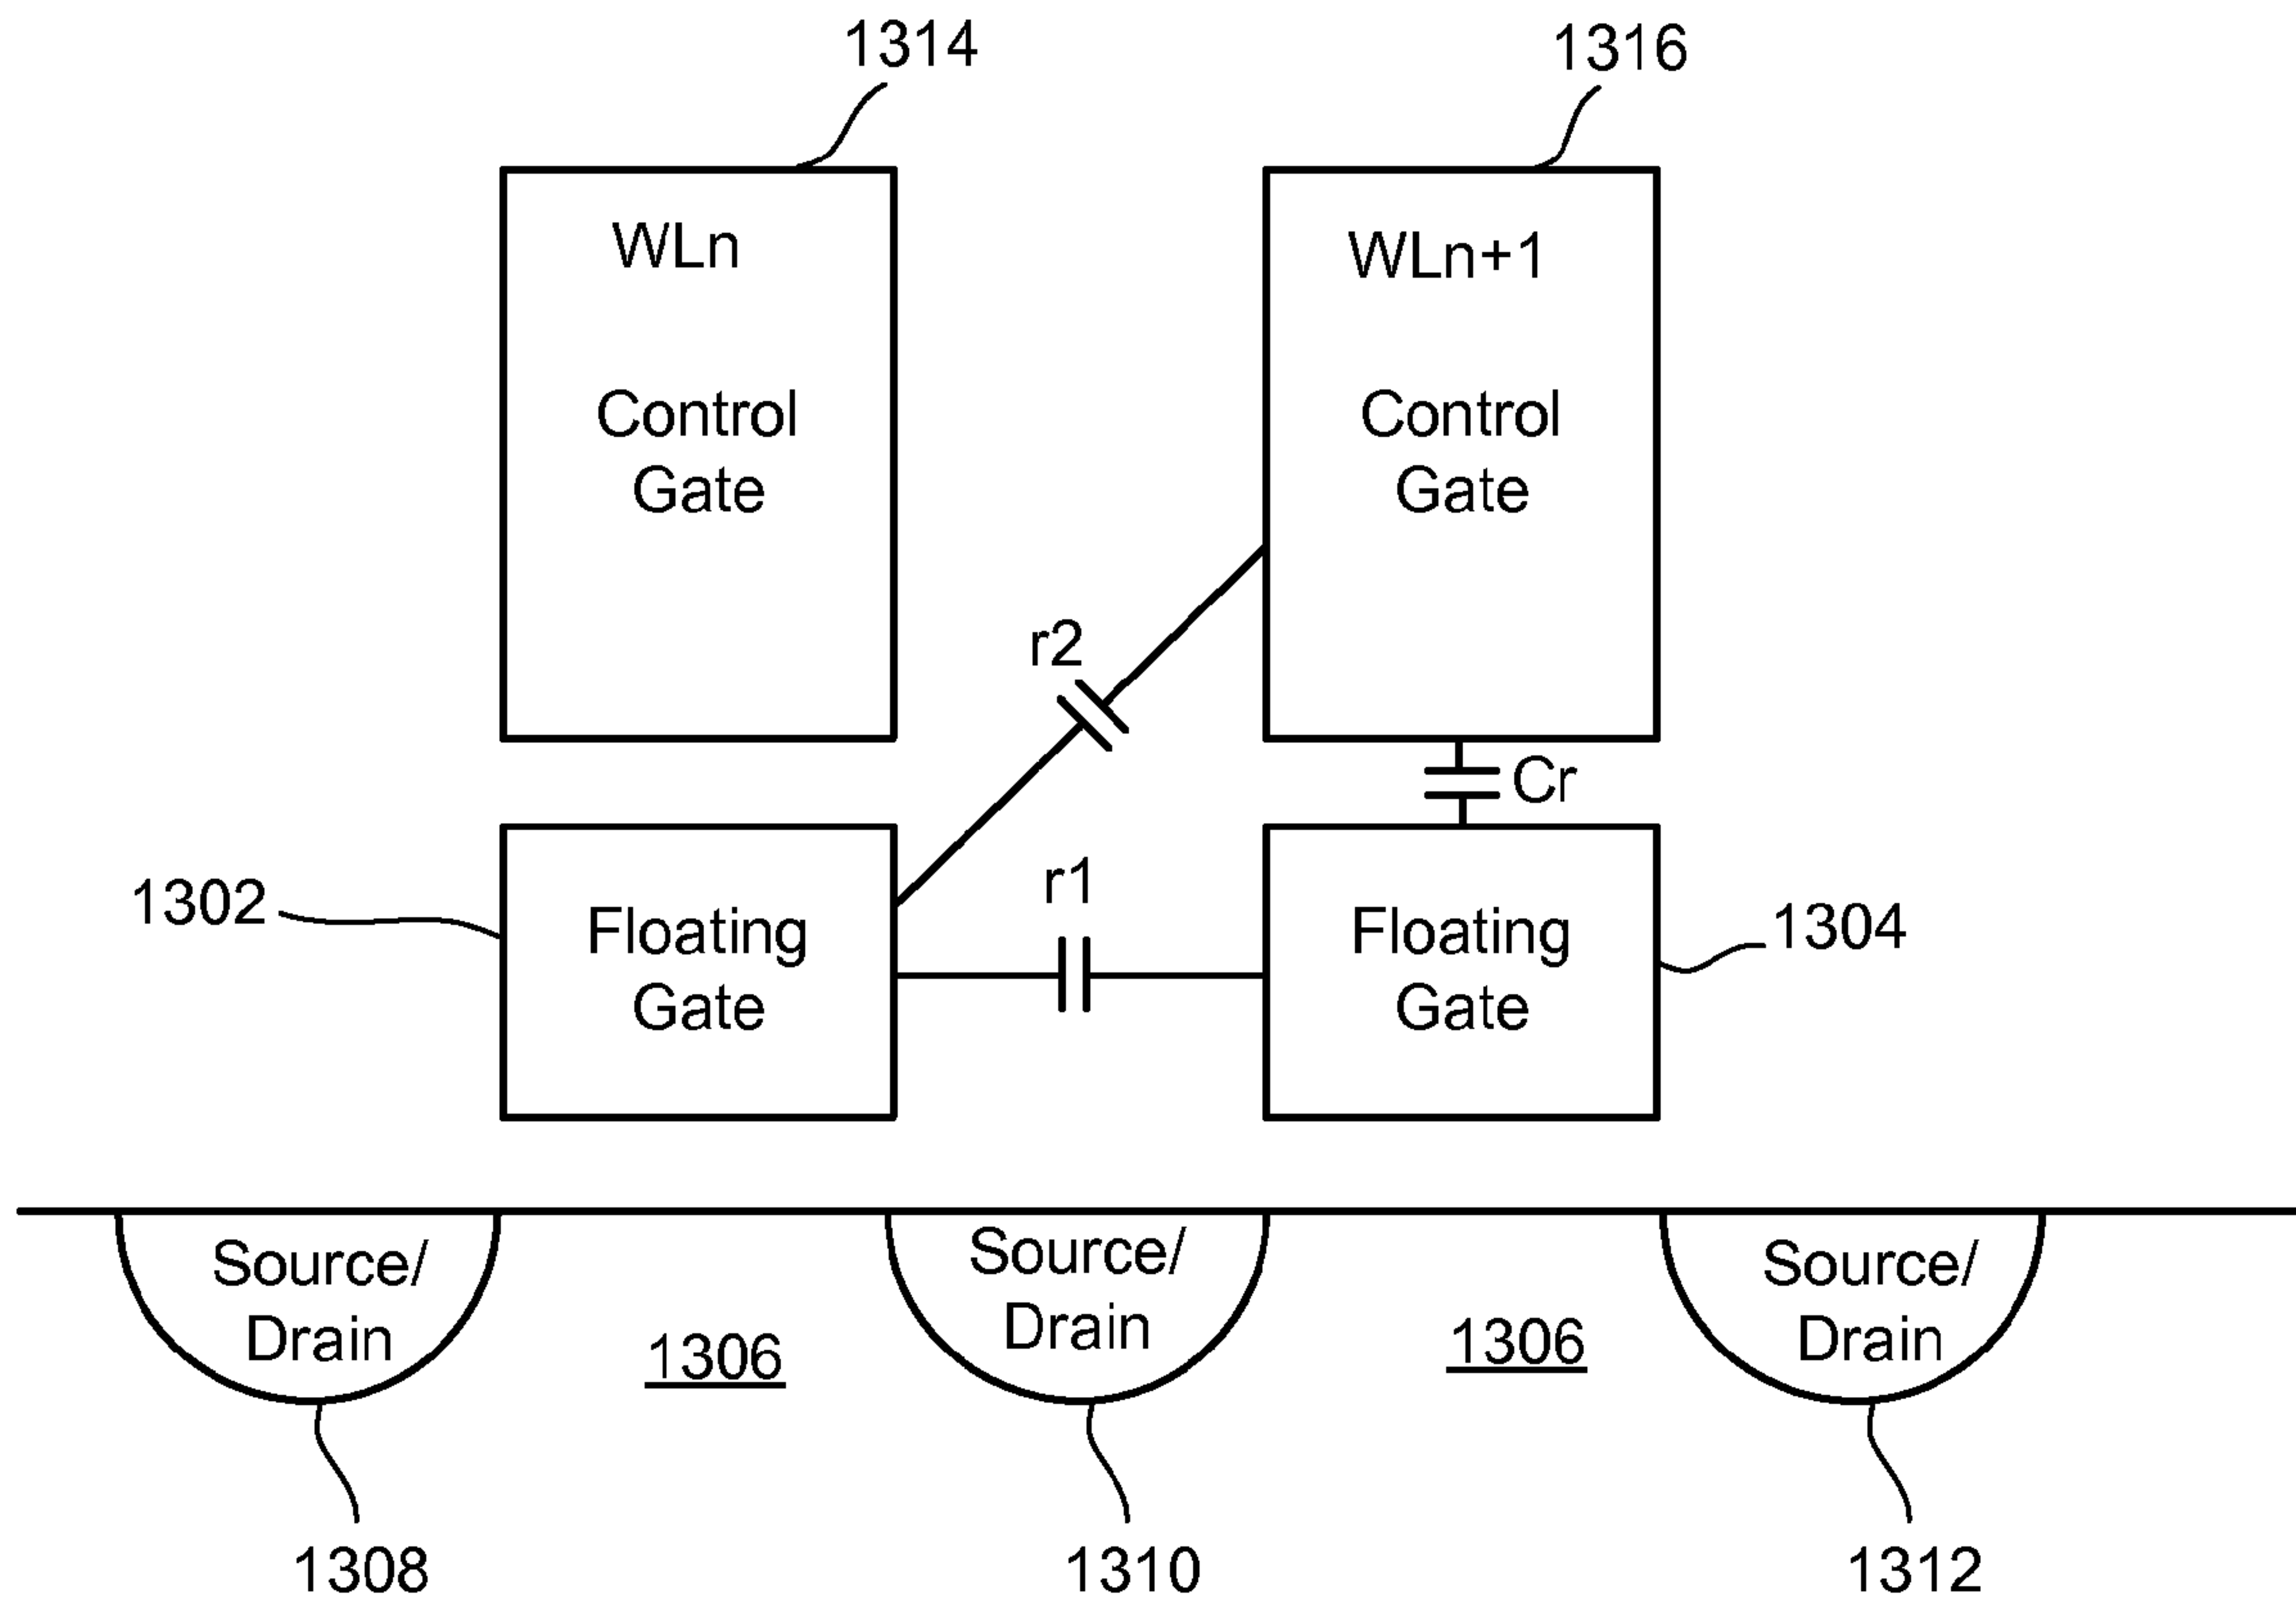 1314
1316
WLn
Control
Gate
WLn+1
Control
Gate
r2
Cr
1302
Floating
Gate
r1
Floating
Gate
1304
Source/
Drain
1306
Source/
Drain
1306
Source/
Drain
1308
1310
1312